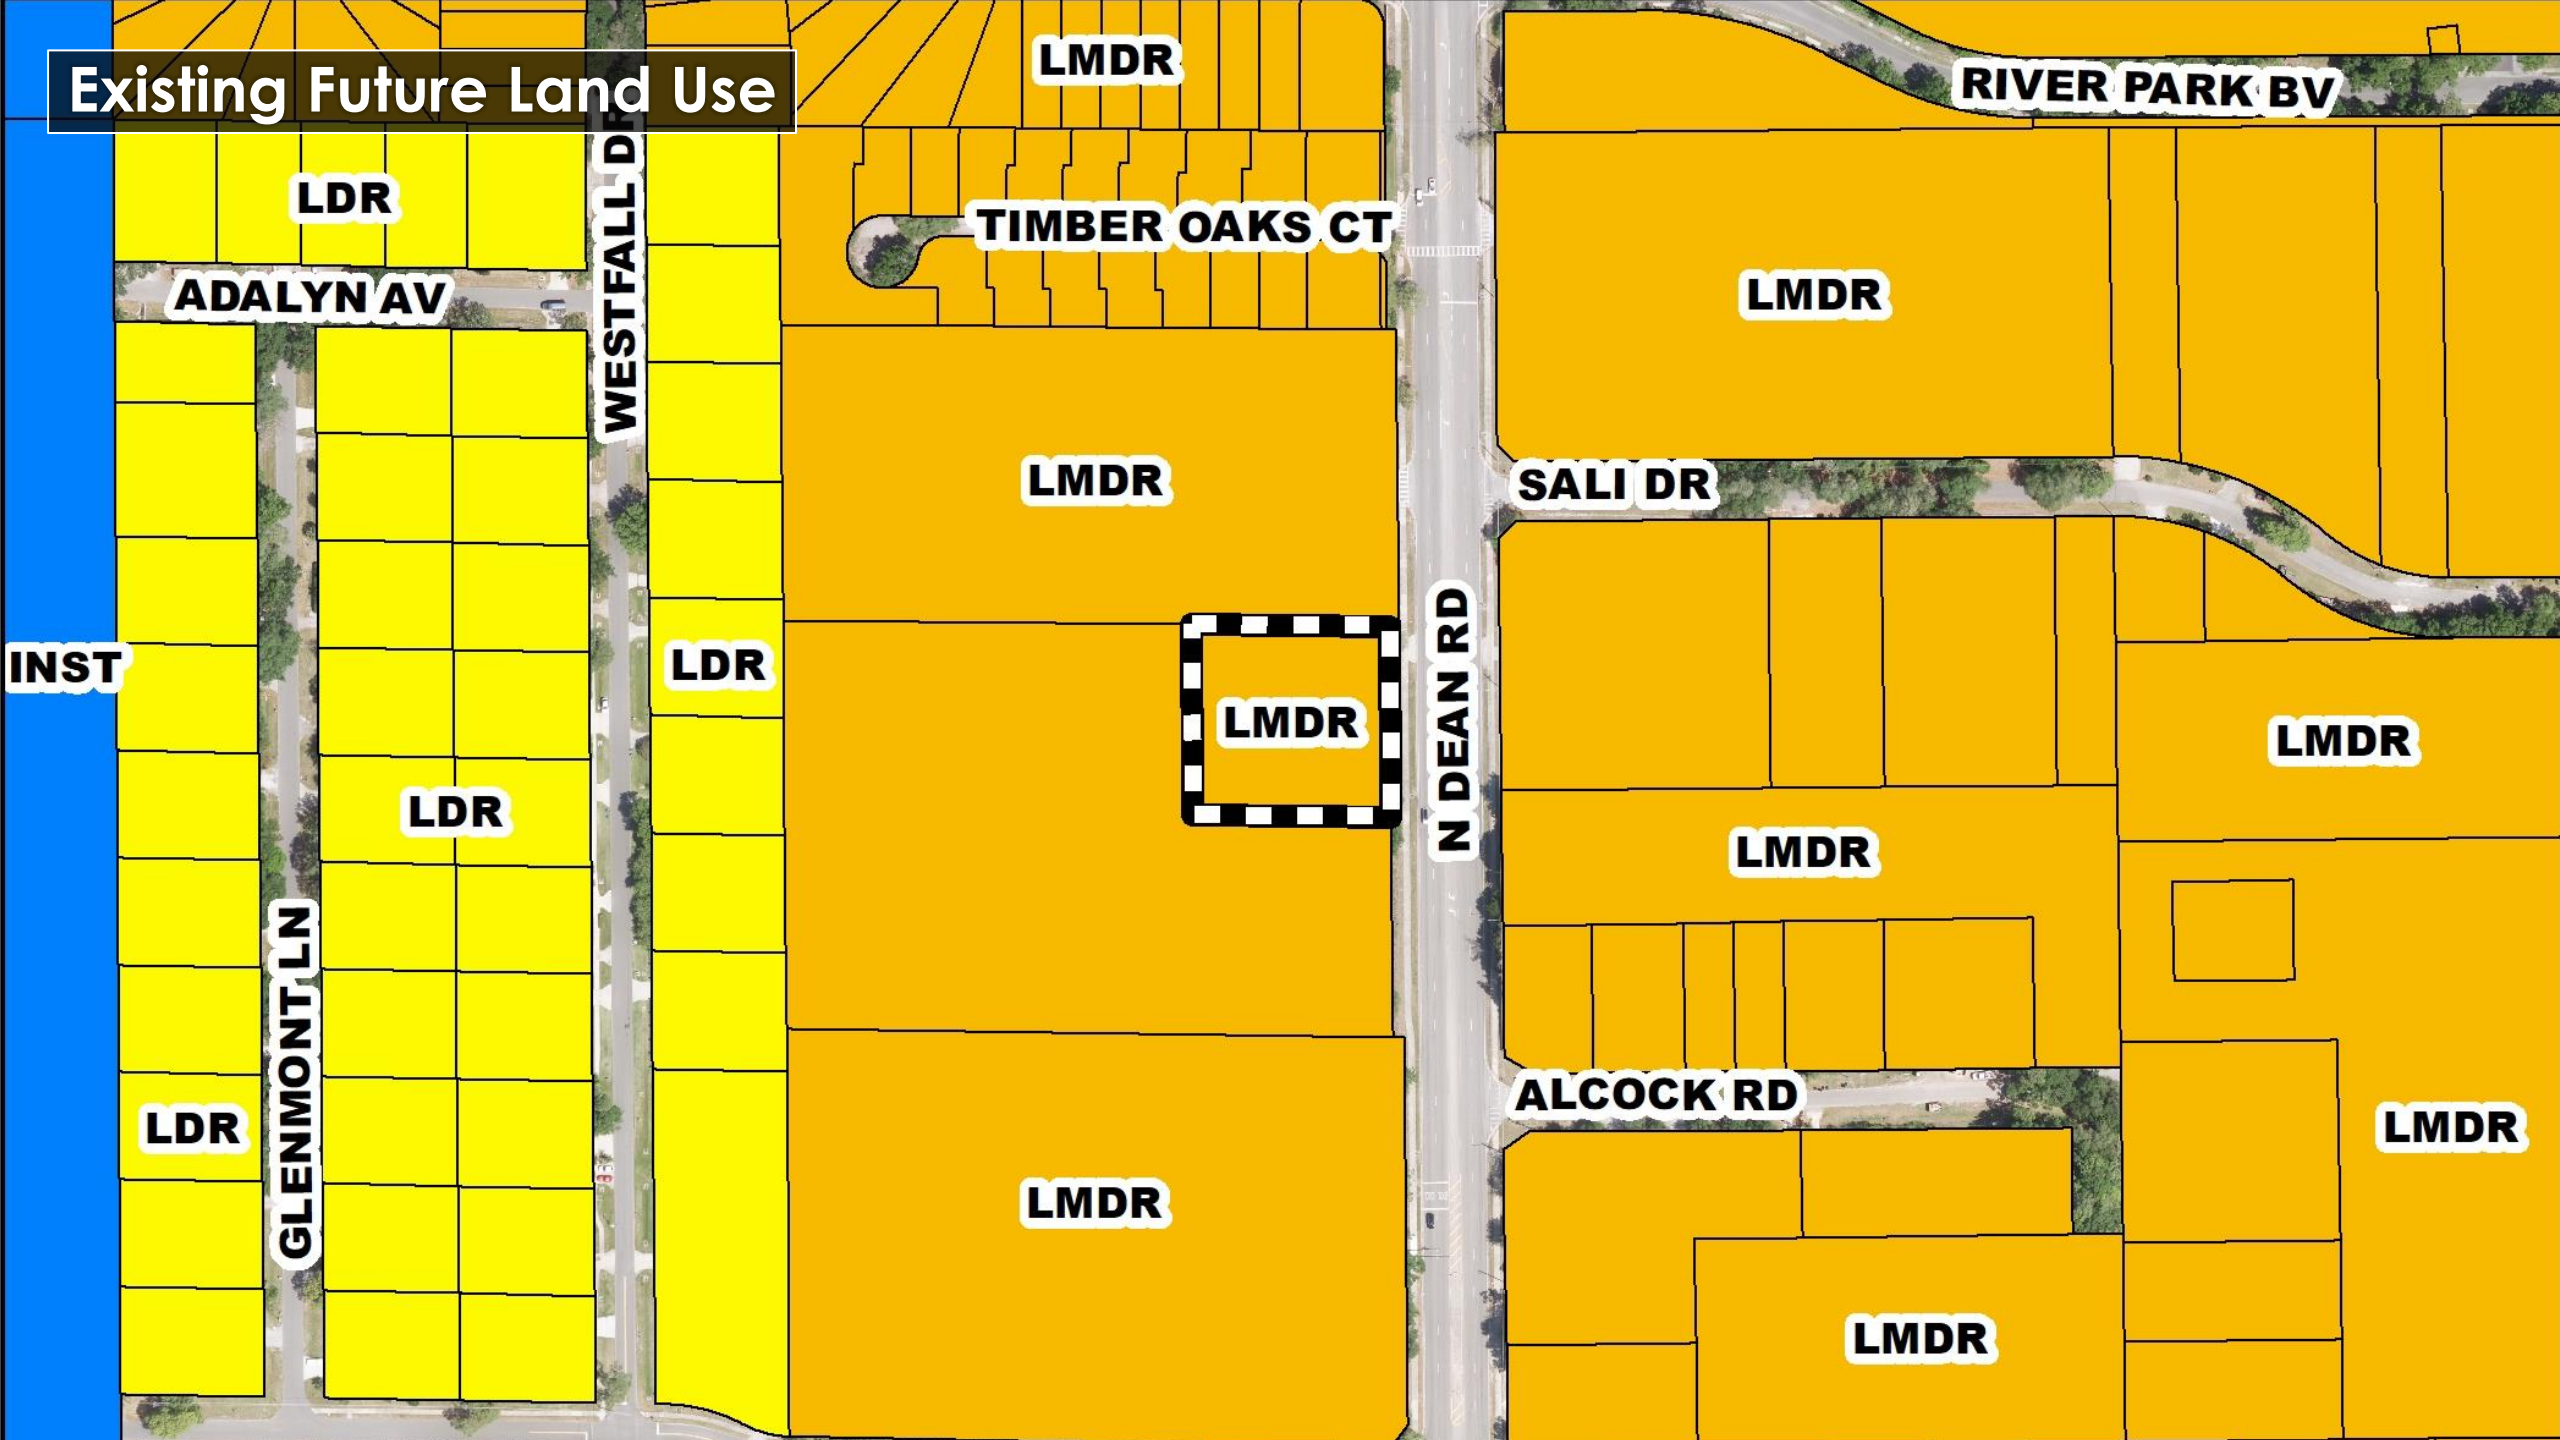 Existing Future Land Use
LMDR
RIVER PARK BV
LDR
WESTFALL DR
TIMBER OAKS CT
ADALYN AV
LMDR
LMDR
SALI DR
INST
LDR
LMDR
N DEAN RD
LMDR
LDR
LMDR
GLENMONT LN
LDR
ALCOCK RD
LMDR
LMDR
LMDR